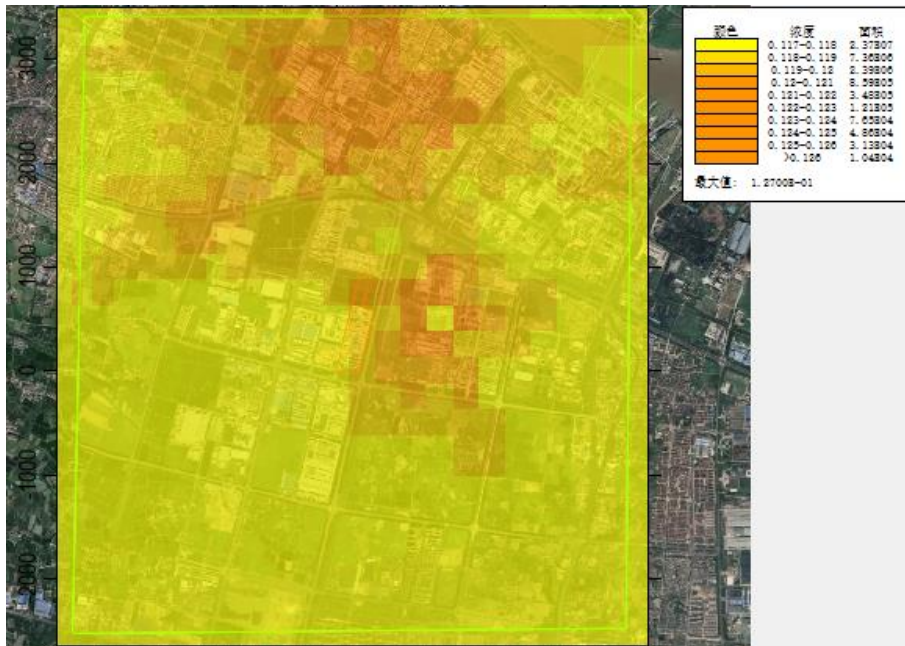 颜色 浓度 面积
0.117-0.118 2.37E07
0.118-0.119 7.36E06
0.119-0.12 2.39E06
0.12-0.121 8.59E05
0.121-0.122 3.48E05
0.122-0.123 1.21E05
0.123-0.124 7.65E04
0.124-0.125 4.86E04
0.125-0.126 3.13E04
>0.126 1.04E04
最大值: 1.2700E-01
3000
2000
1000
0
1000
2000